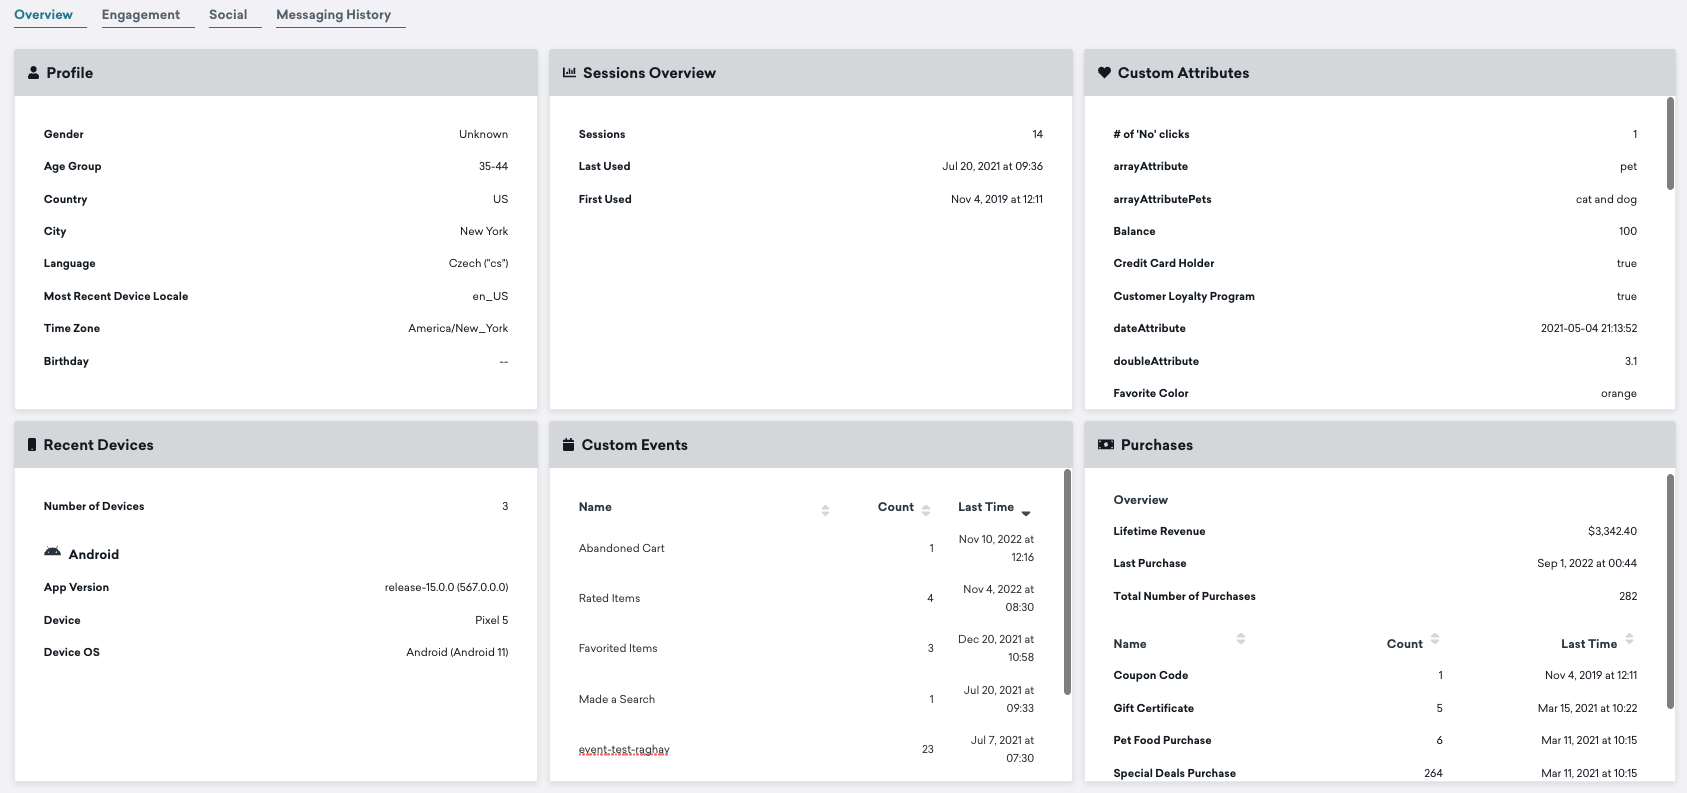 Overview Engagement Social Messaging History
Profile
Gender Unknown
Age Group 35-44
Country US
City New York
Language Czech ("cs")
Most Recent Device Locale en_US
Time Zone America/New_York
Birthday --
Sessions Overview
Sessions 14
Last Used Jul 20, 2021 at 09:36
First Used Nov 4, 2019 at 12:11
Custom Attributes
# of 'No' clicks 1
arrayAttribute pet
arrayAttributePets cat and dog
Balance 100
Credit Card Holder true
Customer Loyalty Program true
dateAttribute 2021-05-04 21:13:52
doubleAttribute 3.1
Favorite Color orange
Recent Devices
Number of Devices 3
Android
App Version release-15.0.0 (567.0.0.0)
Device Pixel 5
Device OS Android (Android 11)
Custom Events
Name Count Last Time
Abandoned Cart 1 Nov 10, 2022 at
12:16
Rated Items 4 Nov 4, 2022 at
08:30
Favorited Items 3 Dec 20, 2021 at
10:58
Made a Search 1 Jul 20, 2021 at
09:33
event-test-raghav 23 Jul 7, 2021 at
07:30
Purchases
Overview
Lifetime Revenue $3,342.40
Last Purchase Sep 1, 2022 at 00:44
Total Number of Purchases 282
Name Count Last Time
Coupon Code 1 Nov 4, 2019 at 12:11
Gift Certificate 5 Mar 15, 2021 at 10:22
Pet Food Purchase 6 Mar 11, 2021 at 10:15
Special Deals Purchase 264 Mar 11, 2021 at 10:15